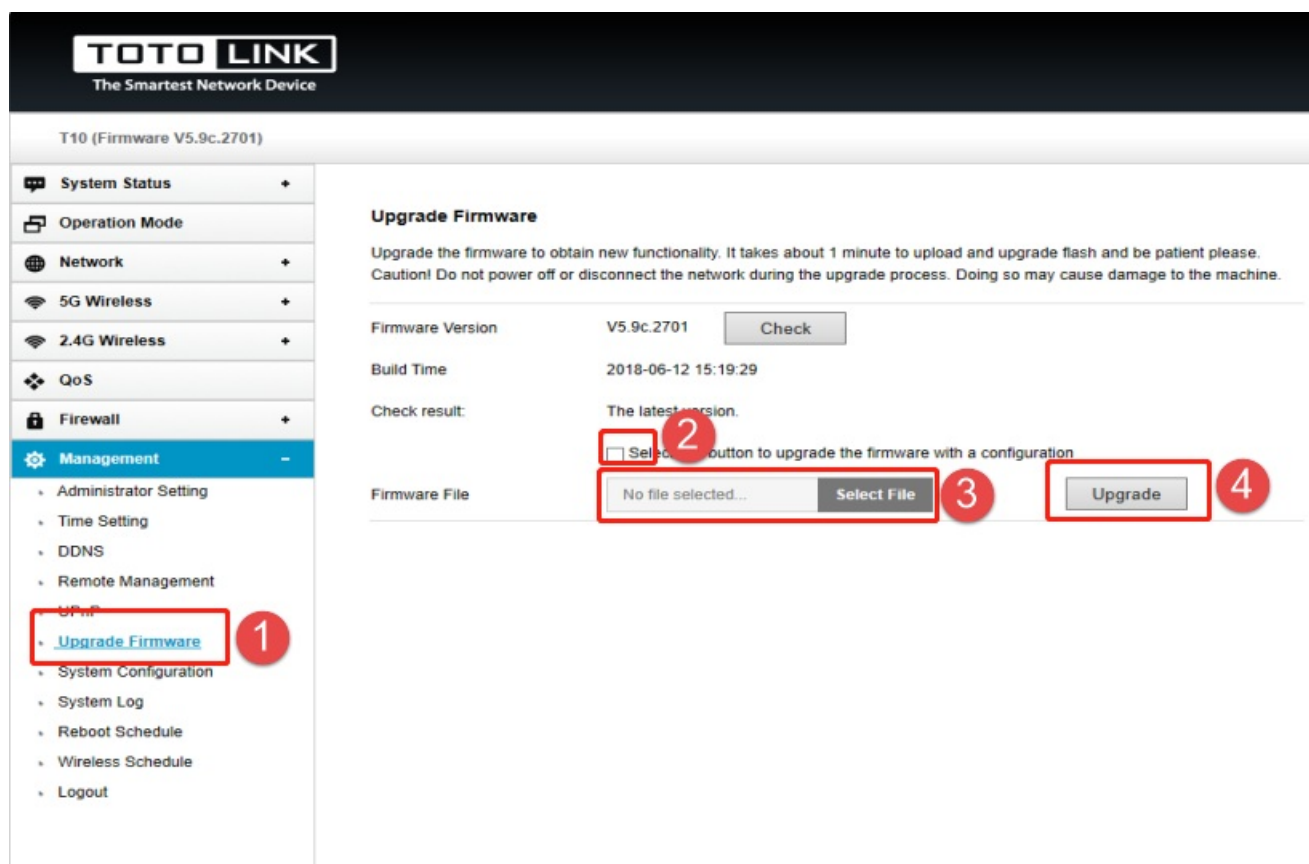 TOTO LINK
The Smartest Network Device
T10 (Firmware V5.9c.2701)
System Status +
Operation Mode
Network +
5G Wireless +
2.4G Wireless +
QoS
Firewall +
Management -
Administrator Setting
Time Setting
DDNS
Remote Management
UPnP
Upgrade Firmware 1
System Configuration
System Log
Reboot Schedule
Wireless Schedule
Logout
Upgrade Firmware
Upgrade the firmware to obtain new functionality. It takes about 1 minute to upload and upgrade flash and be patient please.
Caution! Do not power off or disconnect the network during the upgrade process. Doing so may cause damage to the machine.
Firmware Version V5.9c.2701 Check
Build Time 2018-06-12 15:19:29
Check result: The latest version.
2
Select button to upgrade the firmware with a configuration
Firmware File No file selected... Select File 3 Upgrade 4